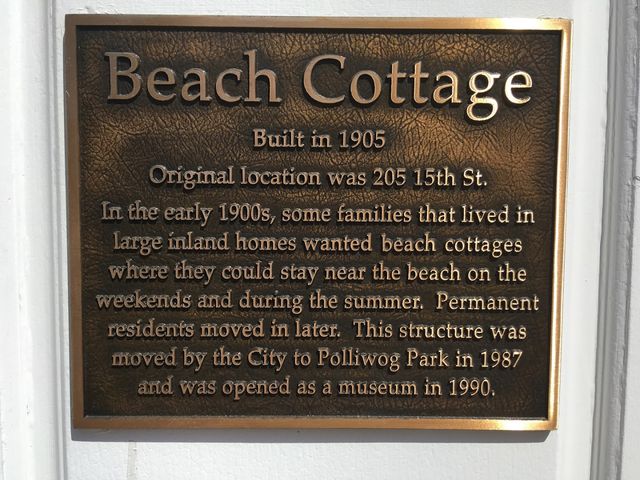 Beach Cottage
Built in 1905
Original location was 205 15th St.
In the early 1900s, some families that lived in
large inland homes wanted beach cottages
where they could stay near the beach on the
weekends and during the summer. Permanent
residents moved in later. This structure was
moved by the City to Polliwog Park in 1987
and was opened as a museum in 1990.